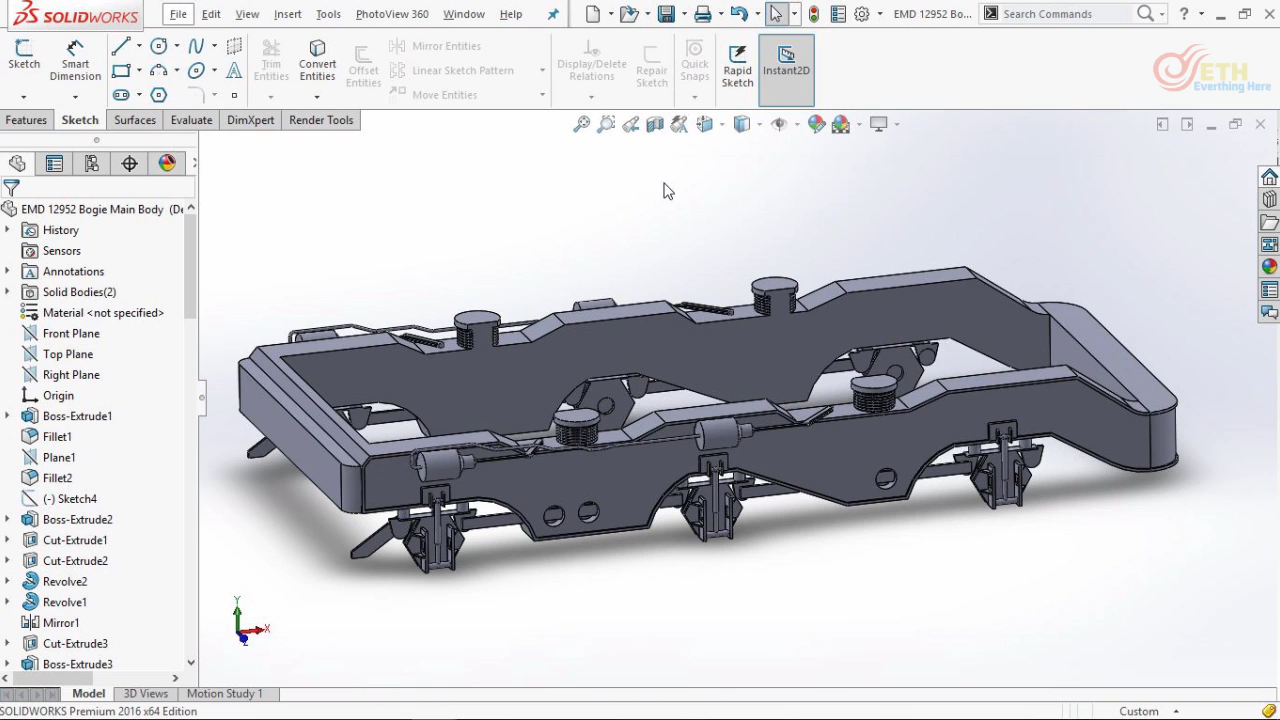 SOLIDWORKS
File Edit View Insert Tools PhotoView 360 Window Help
EMD 12952 Bo...
Search Commands
?
Sketch
Smart Dimension
Trim Entities
Convert Entities
Offset Entities
Mirror Entities
Linear Sketch Pattern
Move Entities
Display/Delete Relations
Repair Sketch
Quick Snaps
Rapid Sketch
Instant2D
ETH
Everthing Here
Features Sketch Surfaces Evaluate DimXpert Render Tools
EMD 12952 Bogie Main Body (De
History
Sensors
Annotations
Solid Bodies(2)
Material <not specified>
Front Plane
Top Plane
Right Plane
Origin
Boss-Extrude1
Fillet1
Plane1
Fillet2
(-) Sketch4
Boss-Extrude2
Cut-Extrude1
Cut-Extrude2
Revolve2
Revolve1
Mirror1
Cut-Extrude3
Boss-Extrude3
Y
X
Z
Model 3D Views Motion Study 1
SOLIDWORKS Premium 2016 x64 Edition
Custom